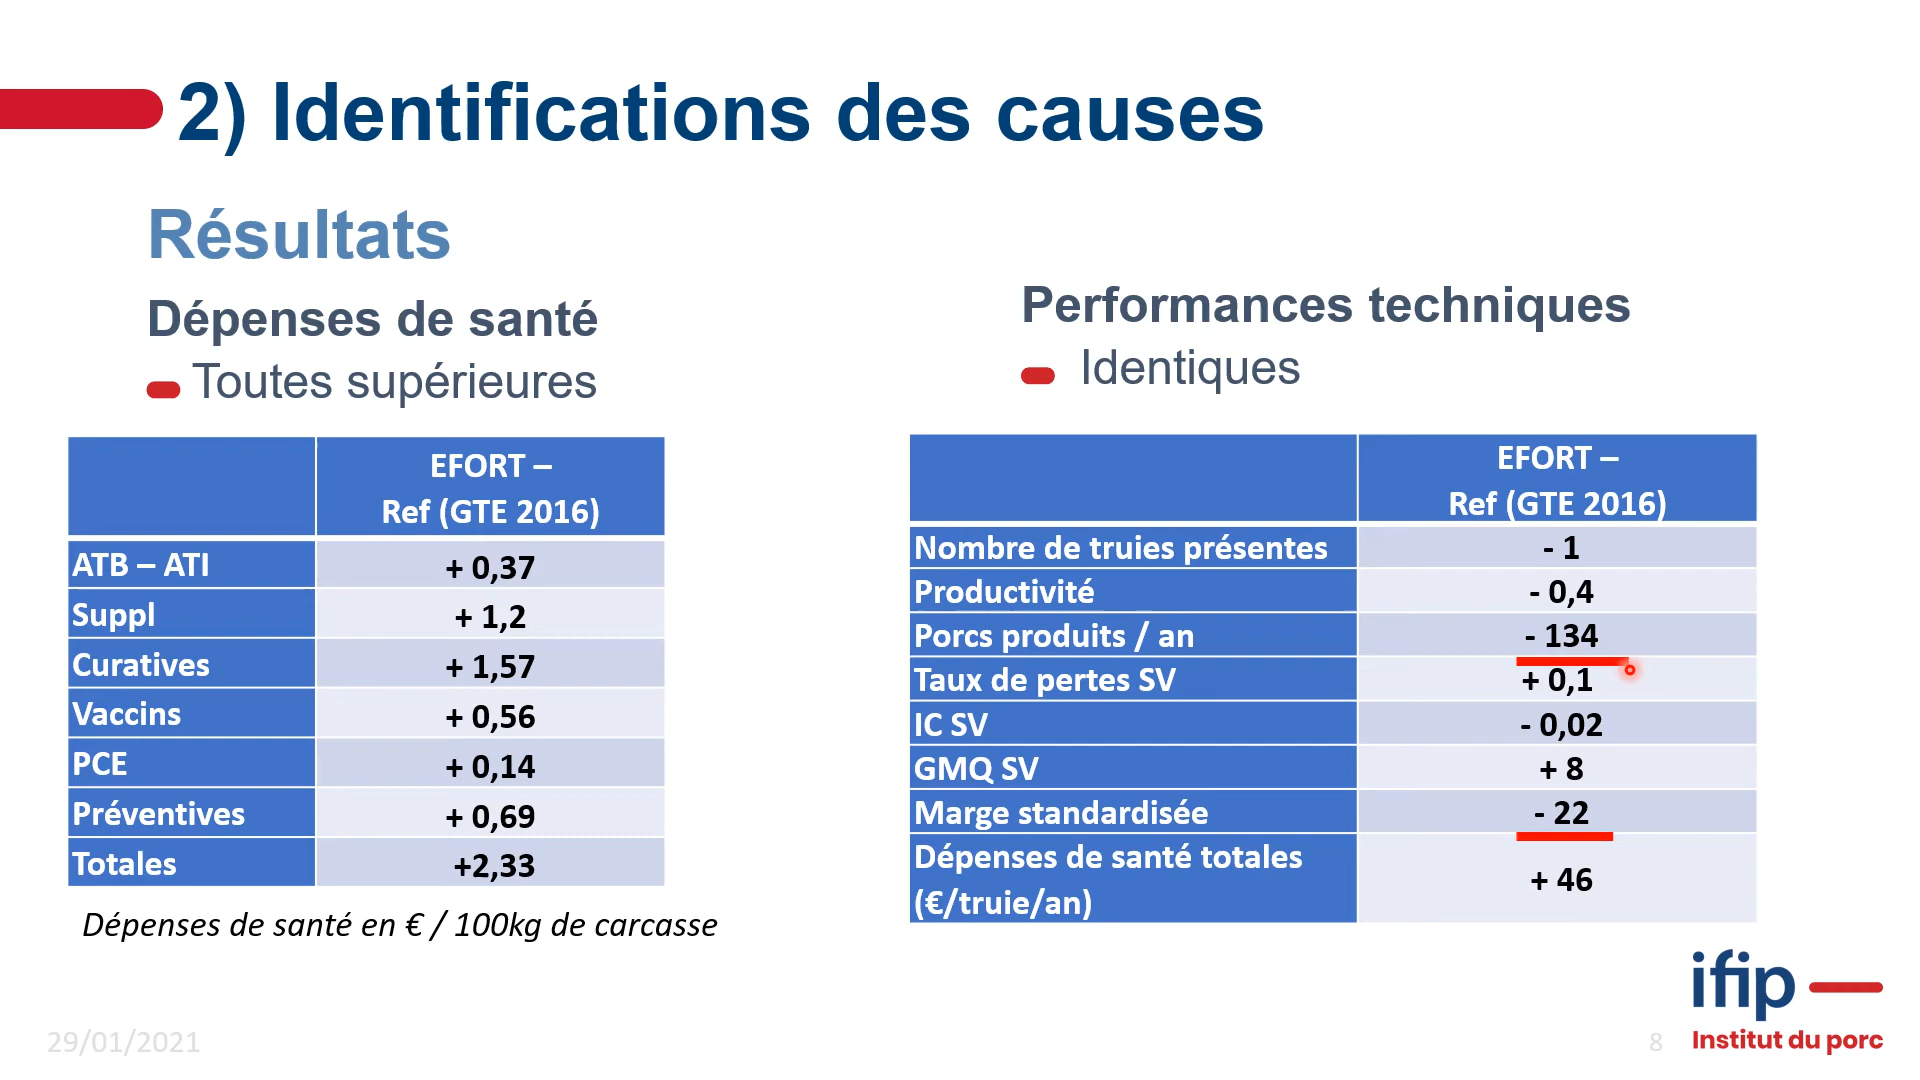 2) Identifications des causes
Résultats
Dépenses de santé
Toutes supérieures
EFORT –
Ref (GTE 2016)
ATB – ATI + 0,37
Suppl + 1,2
Curatives + 1,57
Vaccins + 0,56
PCE + 0,14
Préventives + 0,69
Totales +2,33
Dépenses de santé en € / 100kg de carcasse
Performances techniques
Identiques
EFORT –
Ref (GTE 2016)
Nombre de truies présentes - 1
Productivité - 0,4
Porcs produits / an - 134
Taux de pertes SV + 0,1
IC SV - 0,02
GMQ SV + 8
Marge standardisée - 22
Dépenses de santé totales
(€/truie/an) + 46
29/01/2021
8
ifip
Institut du porc